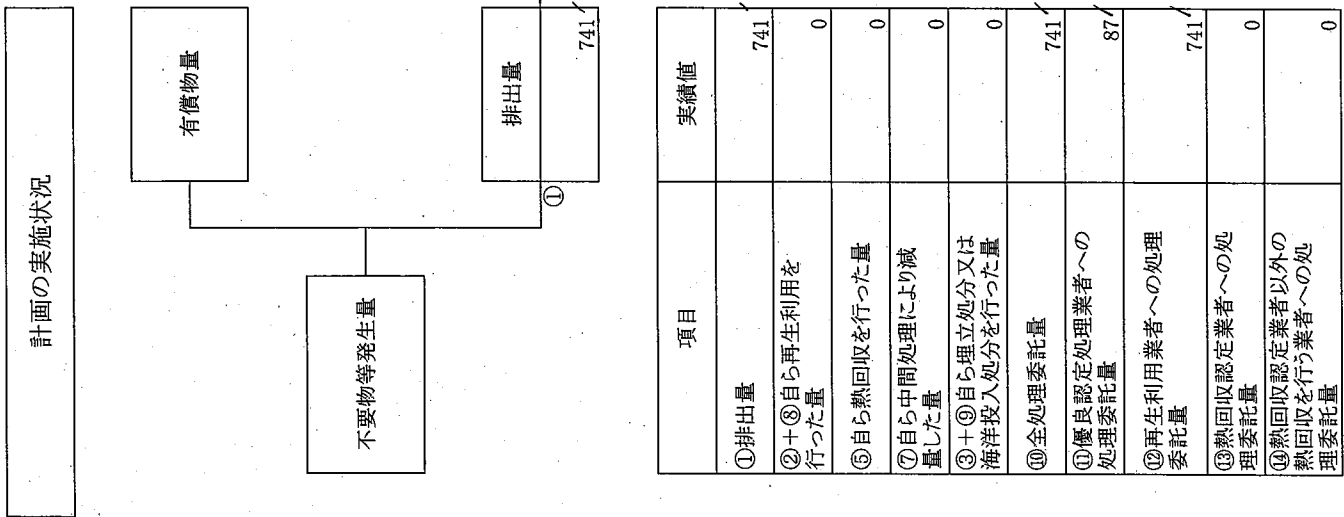 計画の実施状況
有償物量
不要物等発生量
①
排出量
741
項目
実績値
①排出量
741
②+⑧自ら再生利用を
行った量
0
⑤自ら熱回収を行った量
0
⑦自ら中間処理により減
量した量
0
③+⑨自ら埋立処分又は
海洋投入処分を行った量
0
⑩全処理委託量
741
⑪優良認定処理業者への
処理委託量
87
⑫再生利用業者への処理
委託量
741
⑬熱回収認定業者への処
理委託量
0
⑭熱回収認定業者以外の
熱回収を行う業者への処
理委託量
0